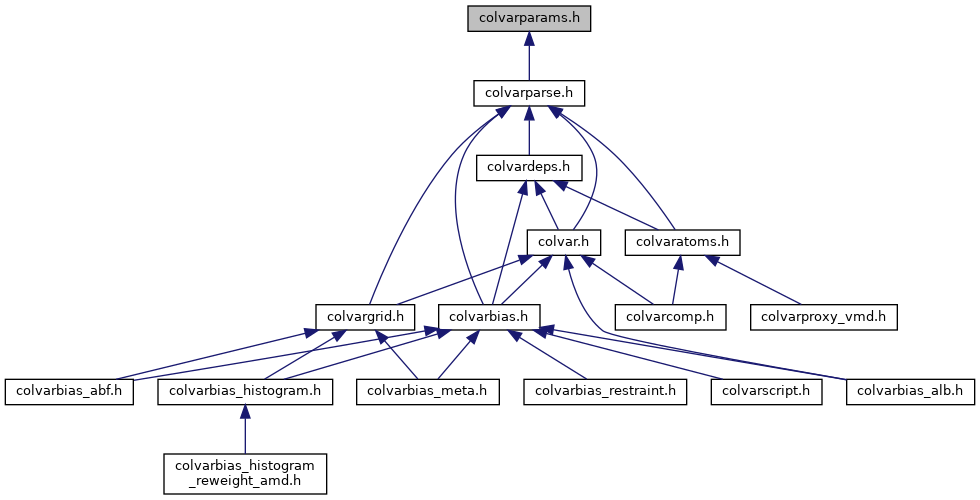 colvarparams.h
colvarparse.h
colvardeps.h
colvar.h
colvaratoms.h
colvargrid.h
colvarbias.h
colvarcomp.h
colvarproxy_vmd.h
colvarbias_abf.h
colvarbias_histogram.h
colvarbias_meta.h
colvarbias_restraint.h
colvarscript.h
colvarbias_alb.h
colvarbias_histogram
_reweight_amd.h